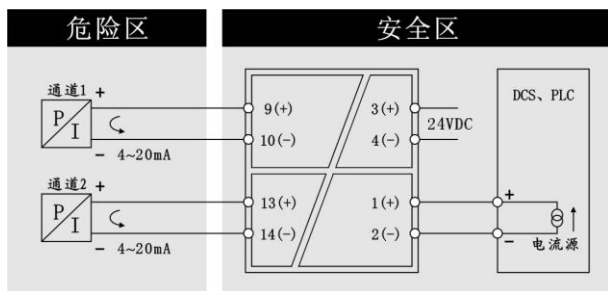 危险区
安全区
通道1 +
P/I
- 4~20mA
9(+)
10(-)
3(+)
4(-)
24VDC
DCS、PLC
通道2 +
P/I
- 4~20mA
13(+)
14(-)
1(+)
2(-)
+
-
电流源